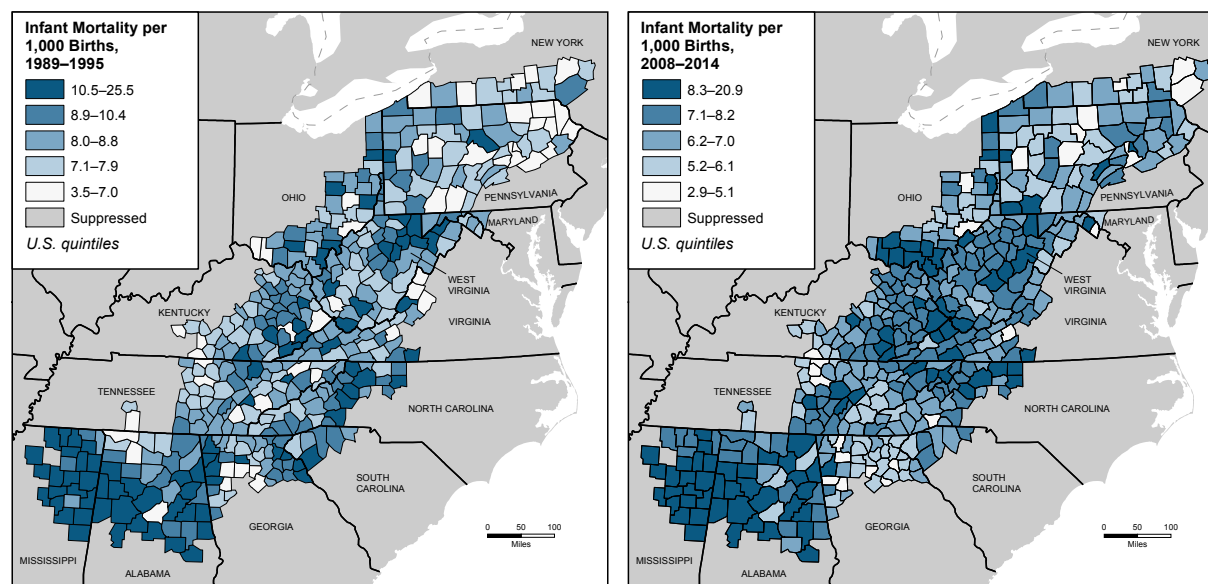 Infant Mortality per
1,000 Births,
1989–1995
10.5–25.5
8.9–10.4
8.0–8.8
7.1–7.9
3.5–7.0
Suppressed
U.S. quintiles
NEW YORK
PENNSYLVANIA
OHIO
MARYLAND
WEST
VIRGINIA
VIRGINIA
KENTUCKY
TENNESSEE
NORTH CAROLINA
SOUTH
CAROLINA
GEORGIA
MISSISSIPPI
ALABAMA
0 50 100
Miles
Infant Mortality per
1,000 Births,
2008–2014
8.3–20.9
7.1–8.2
6.2–7.0
5.2–6.1
2.9–5.1
Suppressed
U.S. quintiles
NEW YORK
PENNSYLVANIA
OHIO
MARYLAND
WEST
VIRGINIA
VIRGINIA
KENTUCKY
TENNESSEE
NORTH CAROLINA
SOUTH
CAROLINA
GEORGIA
MISSISSIPPI
ALABAMA
0 50 100
Miles